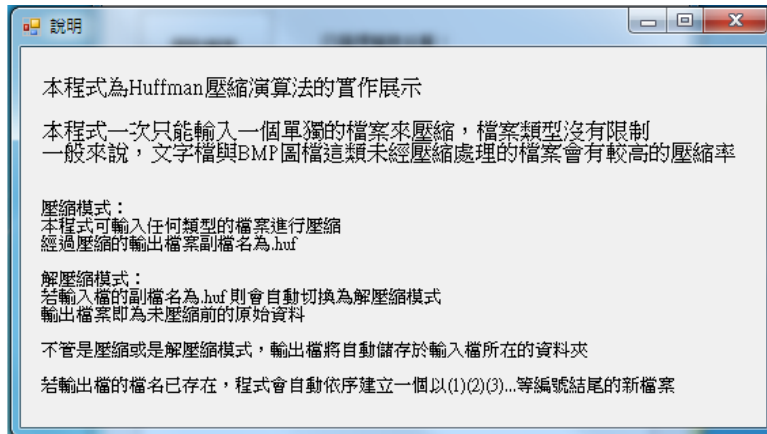 說明
本程式為Huffman壓縮演算法的實作展示
本程式一次只能輸入一個單獨的檔案來壓縮，檔案類型沒有限制
一般來說，文字檔與BMP圖檔這類未經壓縮處理的檔案會有較高的壓縮率
壓縮模式：
本程式可輸入任何類型的檔案進行壓縮
經過壓縮的輸出檔案副檔名為.huf
解壓縮模式：
若輸入檔的副檔名為.huf則會自動切換為解壓縮模式
輸出檔案即為未壓縮前的原始資料
不管是壓縮或是解壓縮模式，輸出檔將自動儲存於輸入檔所在的資料夾
若輸出檔的檔名已存在，程式會自動依序建立一個以(1)(2)(3)...等編號結尾的新檔案